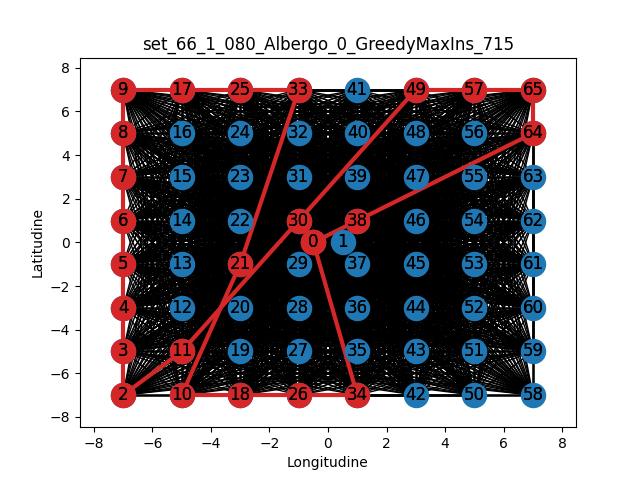 set_66_1_080_Albergo_0_GreedyMaxIns_715
8
6
4
2
0
−2
−4
−6
−8
Latitudine
9 17 25 33 41 49 57 65
8 16 24 32 40 48 56 64
7 15 23 31 39 47 55 63
6 14 22 30 38 46 54 62
0 1
5 13 21 29 37 45 53 61
4 12 20 28 36 44 52 60
3 11 19 27 35 43 51 59
2 10 18 26 34 42 50 58
−8 −6 −4 −2 0 2 4 6 8
Longitudine